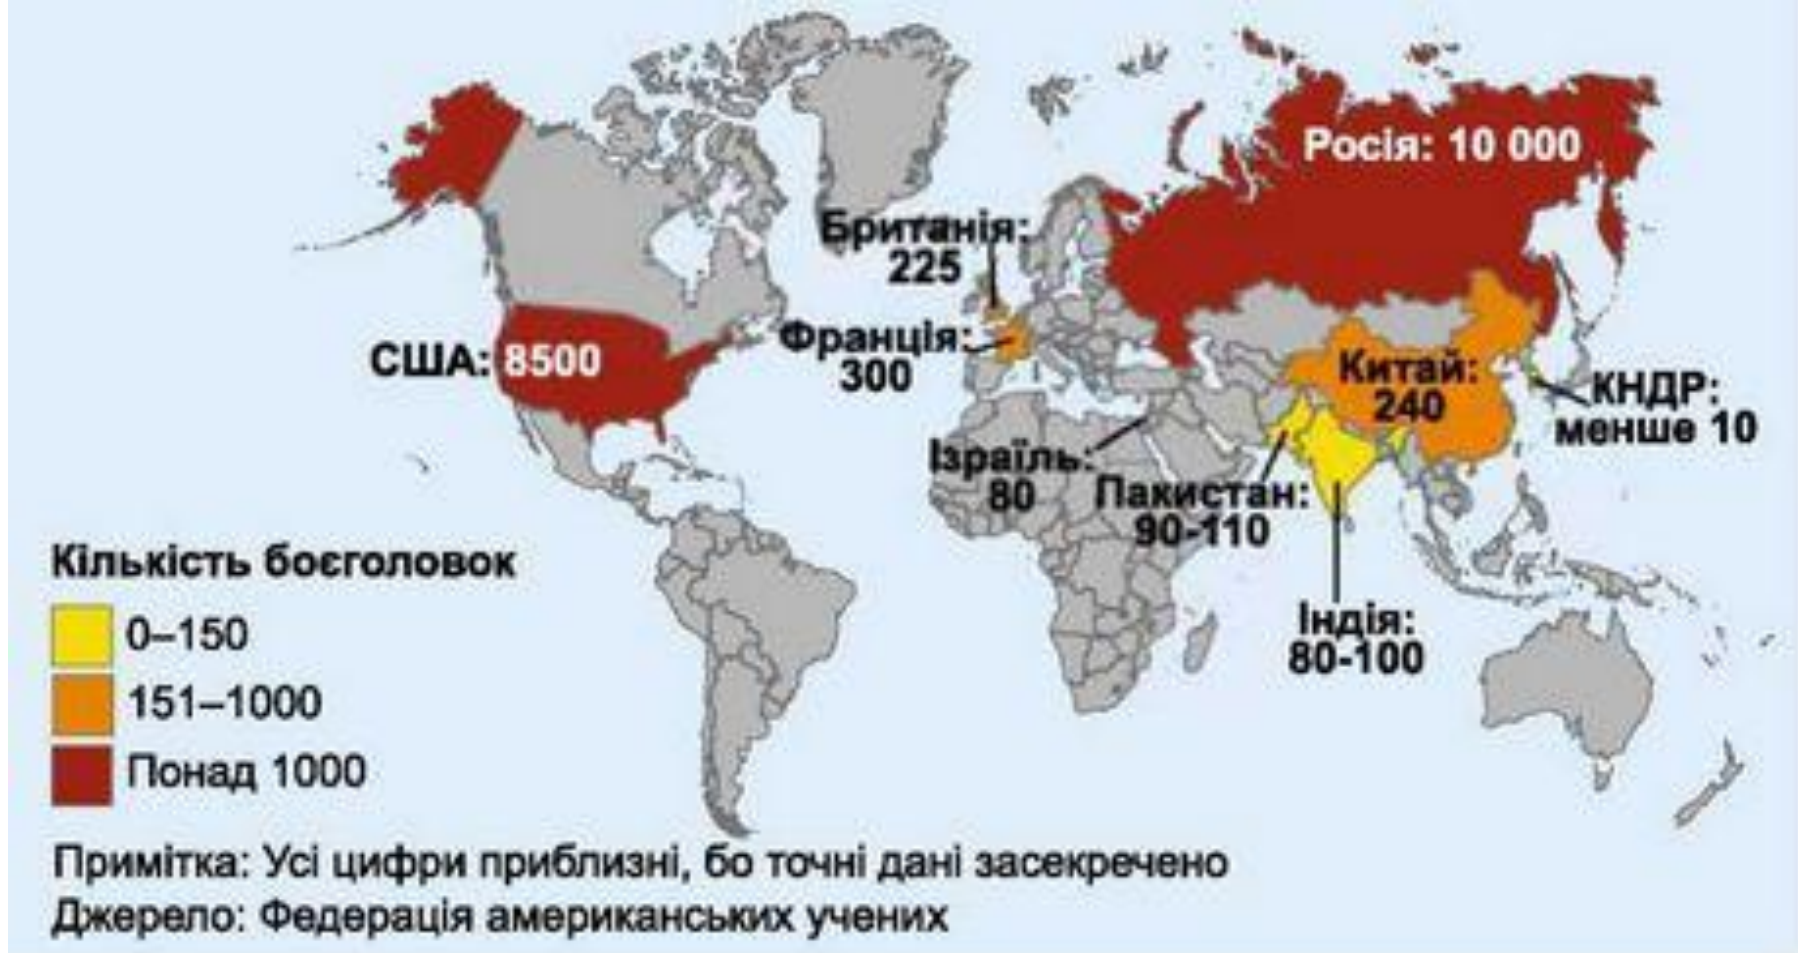 Росія: 10 000
Британія:
225
США: 8500
Франція:
300
Китай:
240
КНДР:
менше 10
Ізраїль:
80
Пакистан:
90-110
Індія:
80-100
Кількість боєголовок
0–150
151–1000
Понад 1000
Примітка: Усі цифри приблизні, бо точні дані засекречено
Джерело: Федерація американських учених